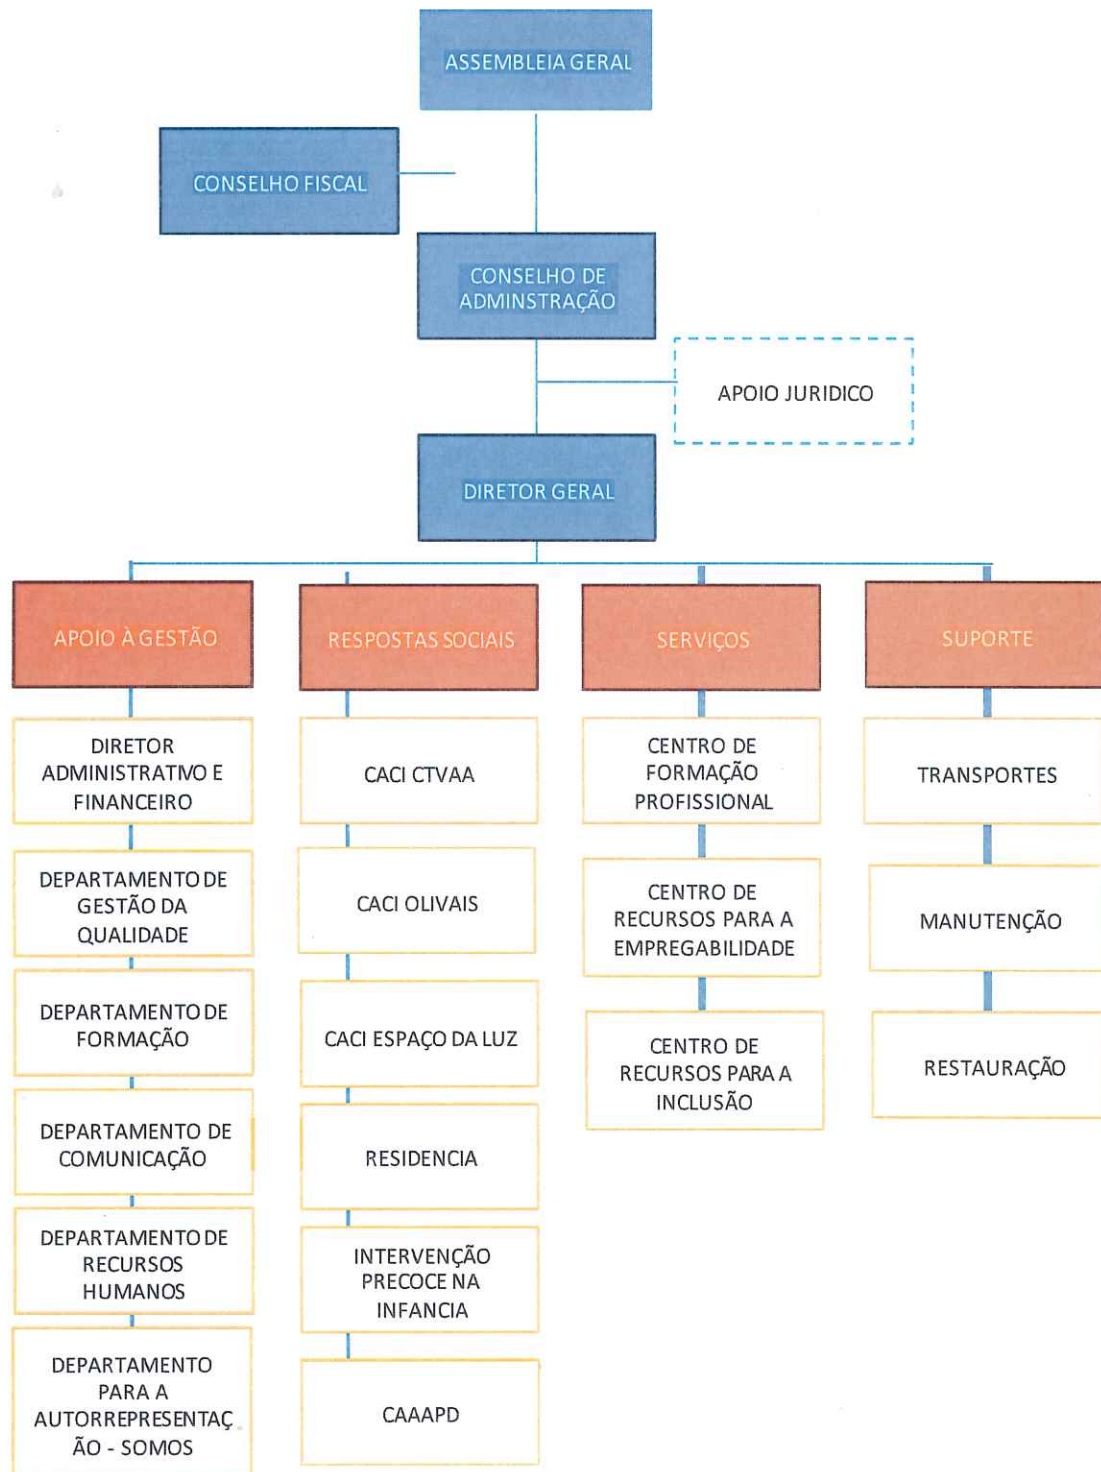 ASSEMBLEIA GERAL
CONSELHO FISCAL
CONSELHO DE
ADMINSTRAÇÃO
APOIO JURIDICO
DIRETOR GERAL
APOIO À GESTÃO
DIRETOR
ADMINISTRATIVO E
FINANCEIRO
DEPARTAMENTO DE
GESTÃO DA
QUALIDADE
DEPARTAMENTO DE
FORMAÇÃO
DEPARTAMENTO DE
COMUNICAÇÃO
DEPARTAMENTO DE
RECURSOS
HUMANOS
DEPARTAMENTO
PARA A
AUTORREPRESENTAÇ
ÃO - SOMOS
RESPOSTAS SOCIAIS
CACI CTVAA
CACI OLIVAIS
CACI ESPAÇO DA LUZ
RESIDENCIA
INTERVENÇÃO
PRECOCE NA
INFANCIA
CAAAPD
SERVIÇOS
CENTRO DE
FORMAÇÃO
PROFISSIONAL
CENTRO DE
RECURSOS PARA A
EMPREGABILIDADE
CENTRO DE
RECURSOS PARA A
INCLUSÃO
SUPORTE
TRANSPORTES
MANUTENÇÃO
RESTAURAÇÃO